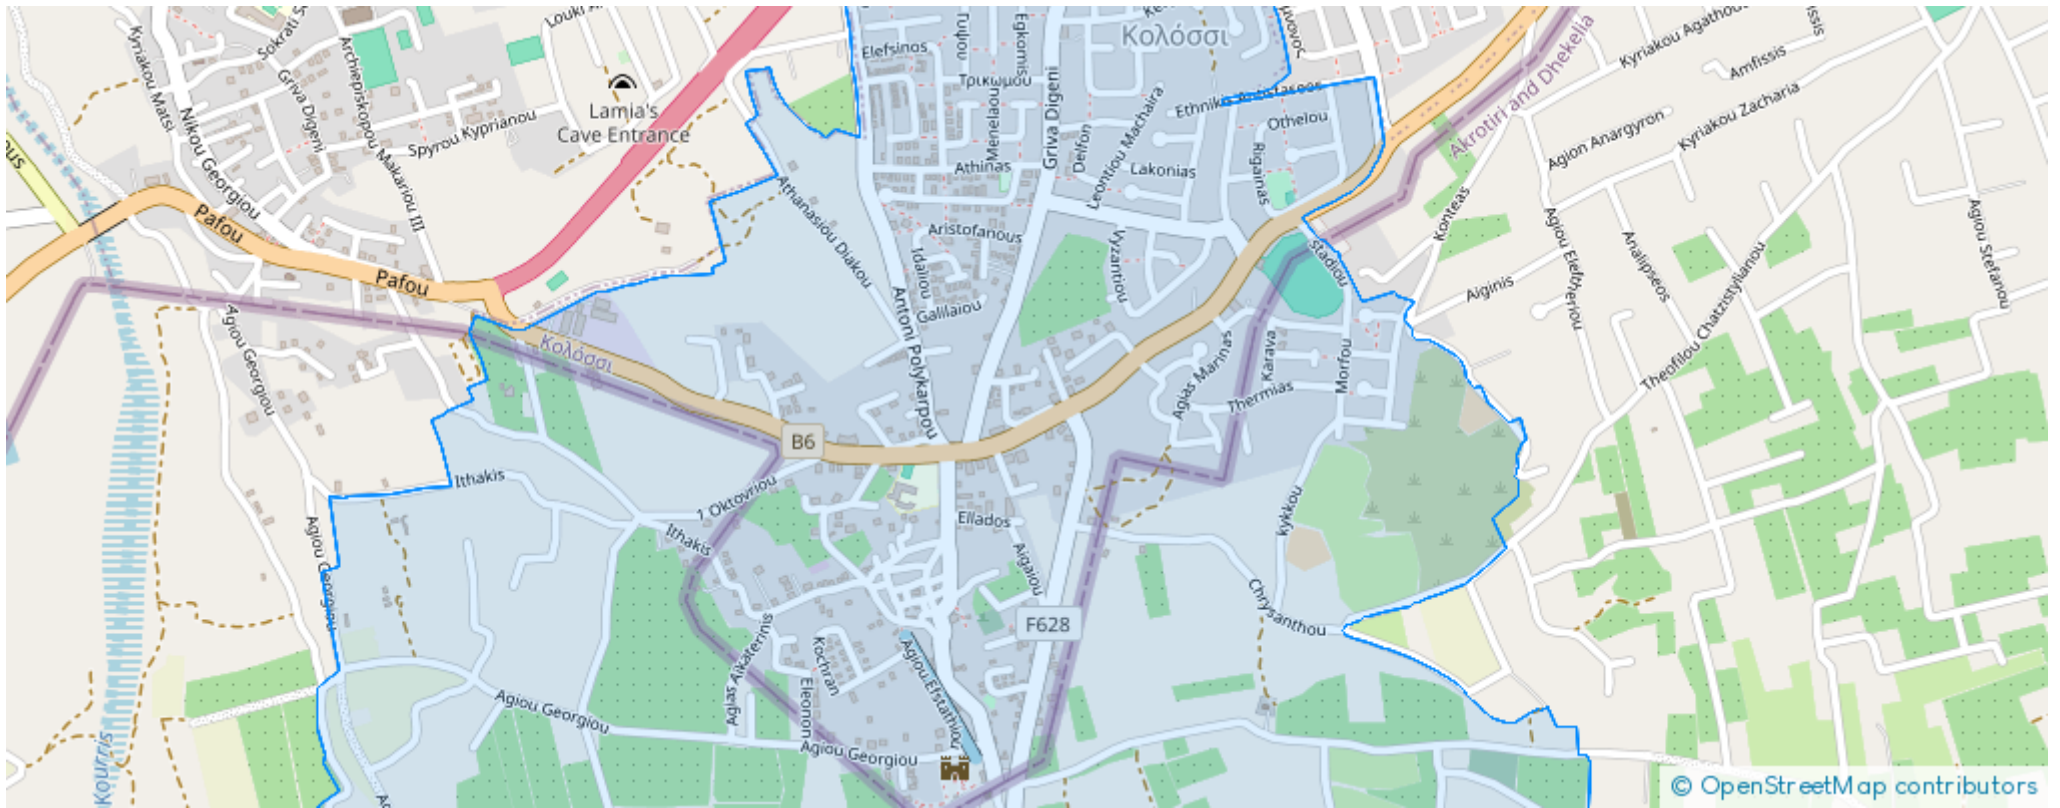 Kyriakou Matsi
Sokrati
Griva Digeni
Archiepiskopou Makariou III
Spyrou Kyprianou
Nikou Georgiou
Lamia's
Cave Entrance
Pafou
Pafou
Agiou Georgiou
Agiou Georgiou
Kourris
Elefsinos
Τρικώμου
Egkomis
Menelaou
Griva Digeni
Κολόσσι
Ethnikis Antistaseos
Othelou
Rigainas
Delfon
Leontiou Machaira
Lakonias
Athinas
Athanasiou Diakou
Aristofanous
Idaliou
Galilaiou
Antoni Polykarpou
Vyzantiou
Stadiou
Akrotiri and Dhekelia
Kyriakou Agathou
Amfissis
Kyriakou Zacharia
Agion Anargyron
Konteas
Agiou Eleftheriou
Analipseos
Aiginis
Theofilou Chatzistylianou
Agiou Stefanou
Κολόσσι
B6
Agias Marinas
Karava
Thermias
Morfou
Ithakis
1 Oktovriou
Ithakis
Ellados
Aigaiou
Kykkou
Chrysanthou
F628
Agias Aikaterinis
Kochran
Eleonon
Agiou Efstathiou
Agiou Georgiou
Agiou Georgiou
© OpenStreetMap contributors